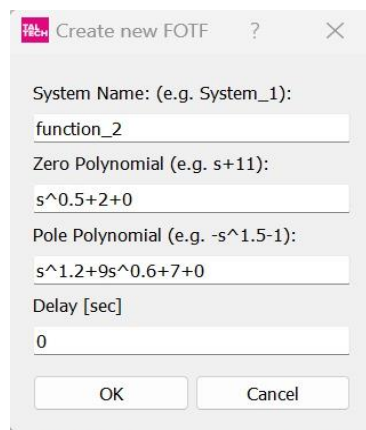 TAL TECH Create new FOTF ? ×
System Name: (e.g. System_1):
function_2
Zero Polynomial (e.g. s+11):
s^0.5+2+0
Pole Polynomial (e.g. -s^1.5-1):
s^1.2+9s^0.6+7+0
Delay [sec]
0
OK Cancel